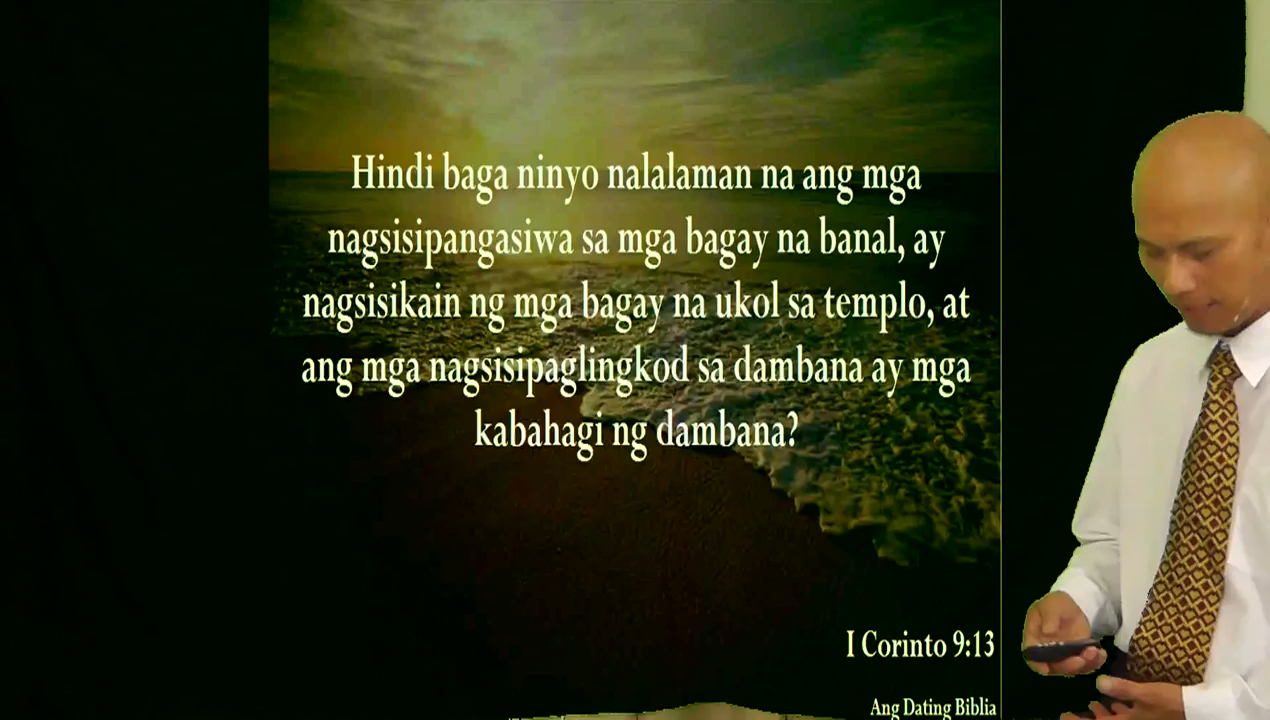 Hindi baga ninyo nalalaman na ang mga
nagsisipangasiwa sa mga bagay na banal, ay
nagsisikain ng mga bagay na ukol sa templo, at
ang mga nagsisipaglingkod sa dambana ay mga
kabahagi ng dambana?
I Corinto 9:13
Ang Dating Biblia